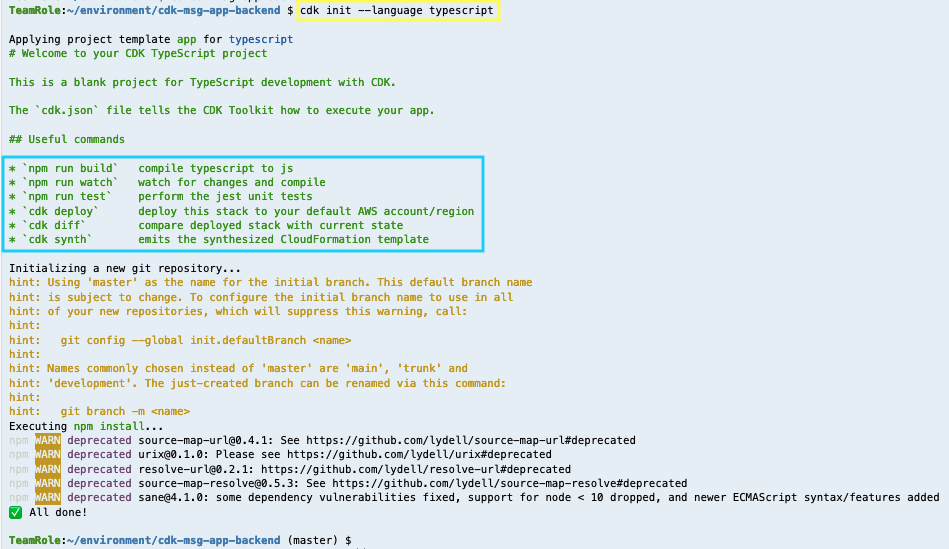 TeamRole:~/environment/cdk-msg-app-backend $ cdk init --language typescript
Applying project template app for typescript
# Welcome to your CDK TypeScript project
This is a blank project for TypeScript development with CDK.
The `cdk.json` file tells the CDK Toolkit how to execute your app.
## Useful commands
* `npm run build`   compile typescript to js
* `npm run watch`   watch for changes and compile
* `npm run test`    perform the jest unit tests
* `cdk deploy`      deploy this stack to your default AWS account/region
* `cdk diff`        compare deployed stack with current state
* `cdk synth`       emits the synthesized CloudFormation template
Initializing a new git repository...
hint: Using 'master' as the name for the initial branch. This default branch name
hint: is subject to change. To configure the initial branch name to use in all
hint: of your new repositories, which will suppress this warning, call:
hint:
hint:   git config --global init.defaultBranch <name>
hint:
hint: Names commonly chosen instead of 'master' are 'main', 'trunk' and
hint: 'development'. The just-created branch can be renamed via this command:
hint:
hint:   git branch -m <name>
Executing npm install...
npm WARN deprecated source-map-url@0.4.1: See https://github.com/lydell/source-map-url#deprecated
npm WARN deprecated urix@0.1.0: Please see https://github.com/lydell/urix#deprecated
npm WARN deprecated resolve-url@0.2.1: https://github.com/lydell/resolve-url#deprecated
npm WARN deprecated source-map-resolve@0.5.3: See https://github.com/lydell/source-map-resolve#deprecated
npm WARN deprecated sane@4.1.0: some dependency vulnerabilities fixed, support for node < 10 dropped, and newer ECMAScript syntax/features added
✅ All done!
TeamRole:~/environment/cdk-msg-app-backend (master) $